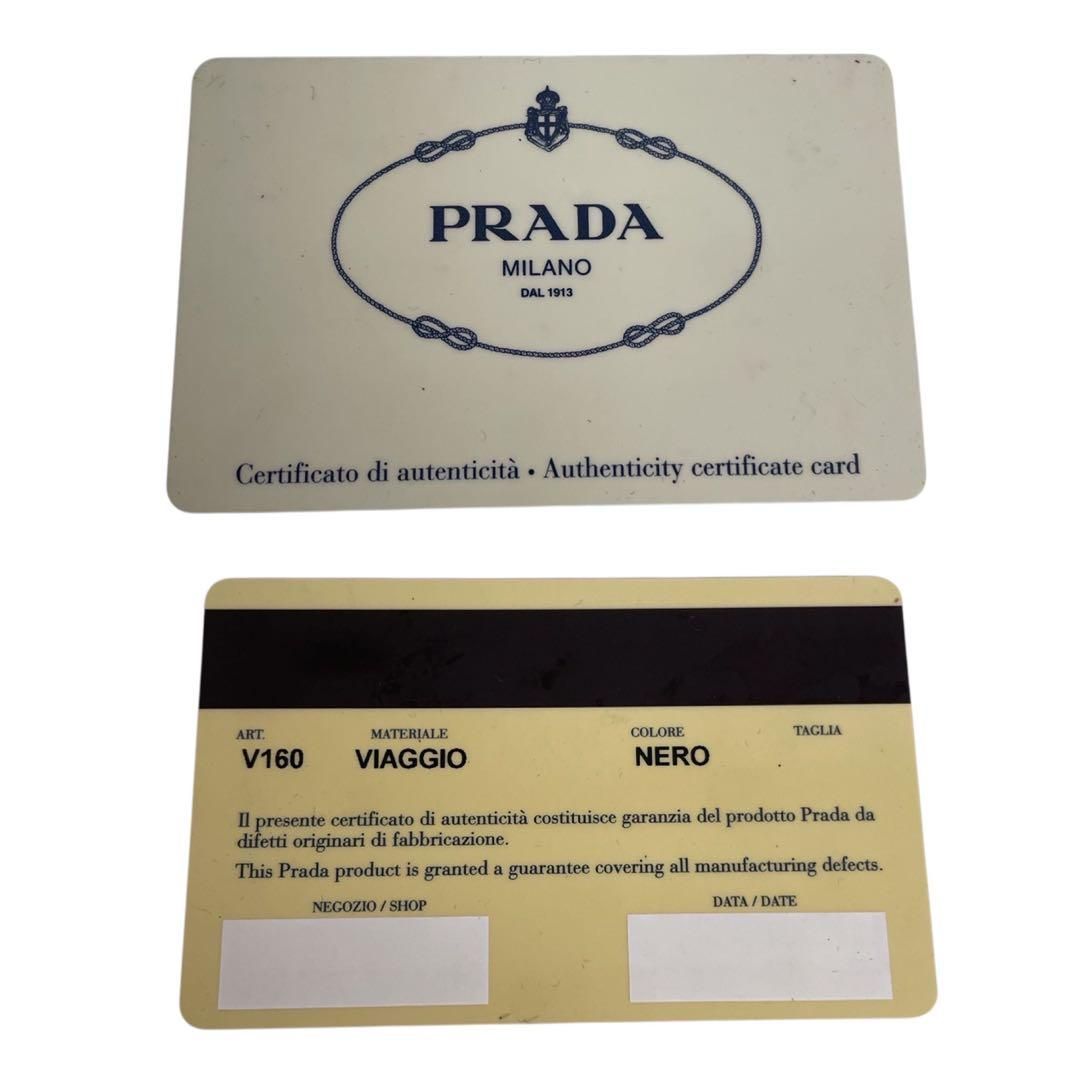 PRADA
MILANO
DAL 1913
Certificato di autenticità • Authenticity certificate card
ART. MATERIALE COLORE TAGLIA
V160 VIAGGIO NERO
Il presente certificato di autenticità costituisce garanzia del prodotto Prada da
difetti originari di fabbricazione.
This Prada product is granted a guarantee covering all manufacturing defects.
NEGOZIO / SHOP DATA / DATE